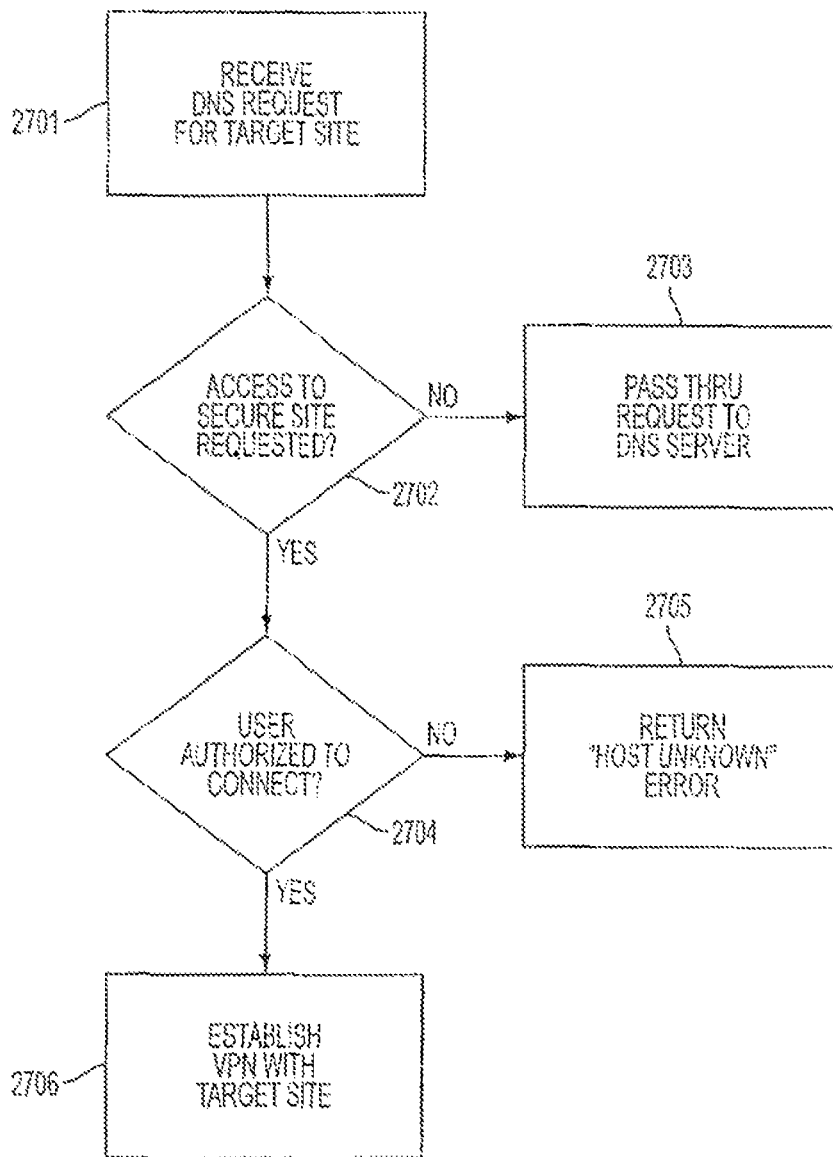 RECEIVE
DNS REQUEST
FOR TARGET SITE
2701
ACCESS TO
SECURE SITE
REQUESTED?
2702
NO
YES
2703
PASS THRU
REQUEST TO
DNS SERVER
USER
AUTHORIZED TO
CONNECT?
2704
NO
YES
2705
RETURN
"HOST UNKNOWN"
ERROR
ESTABLISH
VPN WITH
TARGET SITE
2706